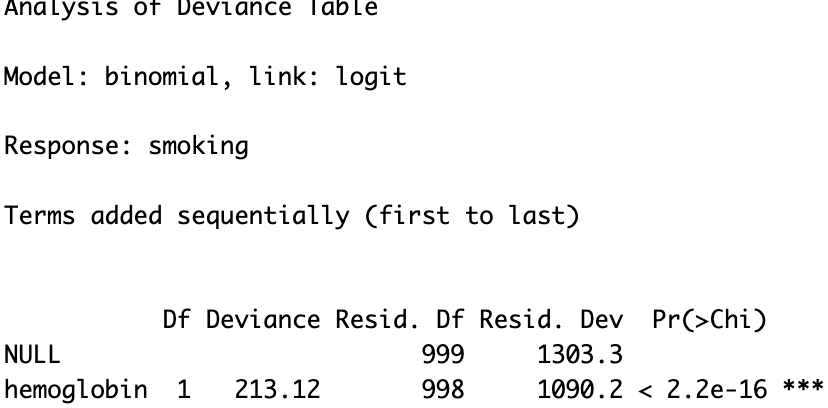 Analysis of Deviance Table
Model: binomial, link: logit
Response: smoking
Terms added sequentially (first to last)
Df Deviance Resid. Df Resid. Dev Pr(>Chi)
NULL 999 1303.3
hemoglobin 1 213.12 998 1090.2 < 2.2e-16 ***